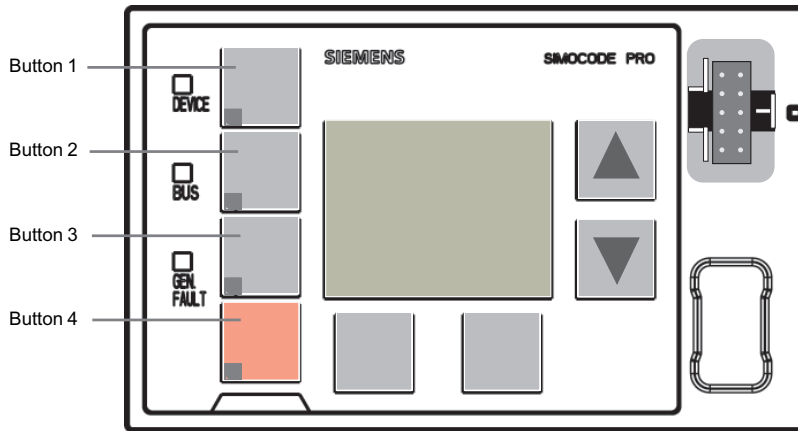 Button 1
Button 2
Button 3
Button 4
SIEMENS
SIMOCODE PRO
DEVICE
BUS
GEN.
FAULT